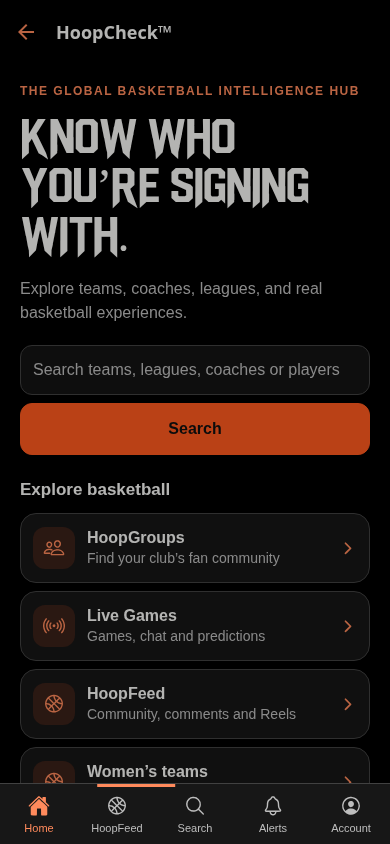 HoopCheck™
THE GLOBAL BASKETBALL INTELLIGENCE HUB
KNOW WHO
YOU’RE SIGNING
WITH.
Explore teams, coaches, leagues, and real
basketball experiences.
Search teams, leagues, coaches or players
Search
Explore basketball
HoopGroups
Find your club’s fan community
Live Games
Games, chat and predictions
HoopFeed
Community, comments and Reels
Women’s teams
Home
HoopFeed
Search
Alerts
Account